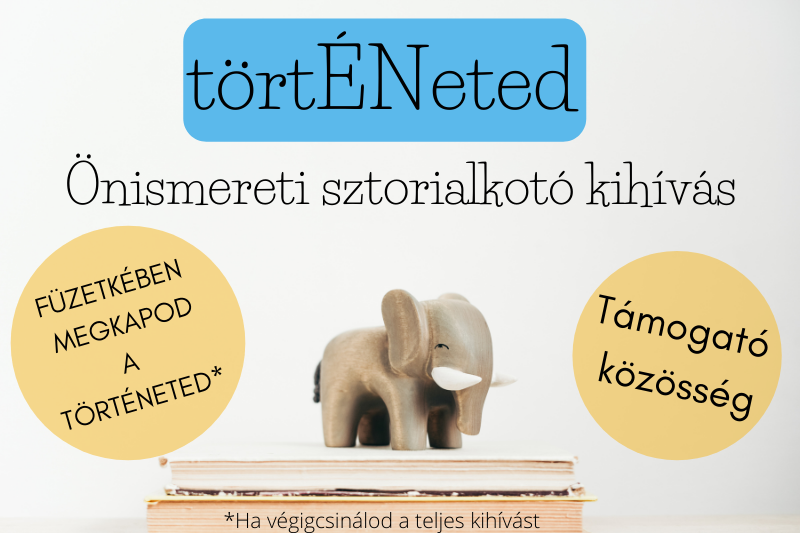 törtÉNeted
Önismereti sztorialkotó kihívás
FÜZETKÉBEN
MEGKAPOD
A
TÖRTÉNETED*
Támogató
közösség
*Ha végigcsinálod a teljes kihívást